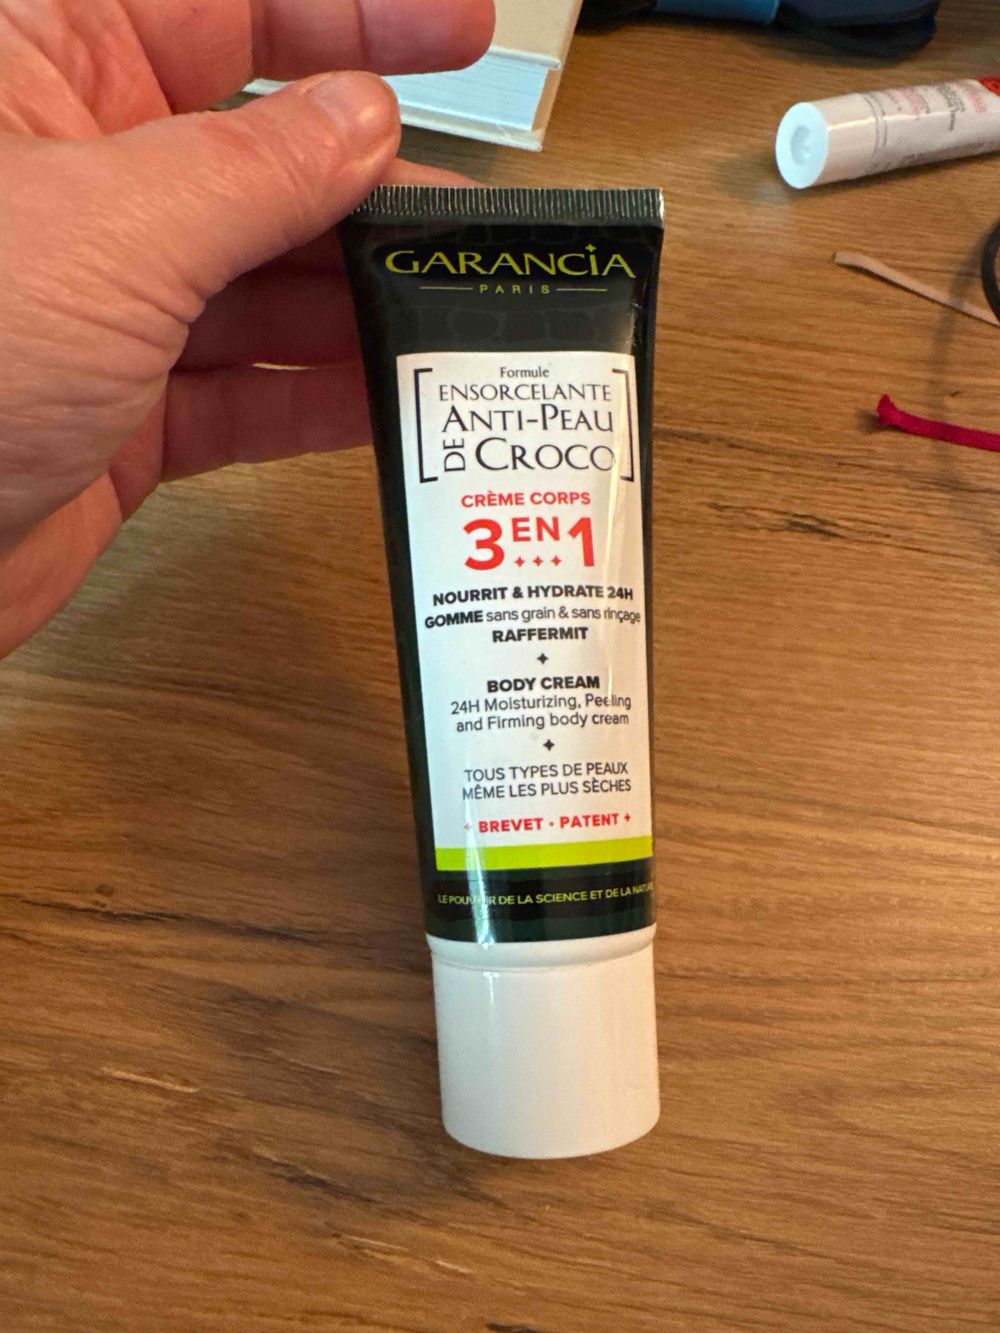 GARANCIA
PARIS
Formule
ENSORCELANTE
ANTI-PEAU
DE CROCO
CRÈME CORPS
3 EN 1
NOURRIT & HYDRATE 24H
GOMME sans grain & sans rinçage
RAFFERMIT
BODY CREAM
24H Moisturizing, Peeling
and Firming body cream
TOUS TYPES DE PEAUX
MÊME LES PLUS SÈCHES
BREVET • PATENT
LE POUVOIR DE LA SCIENCE ET DE LA NATURE